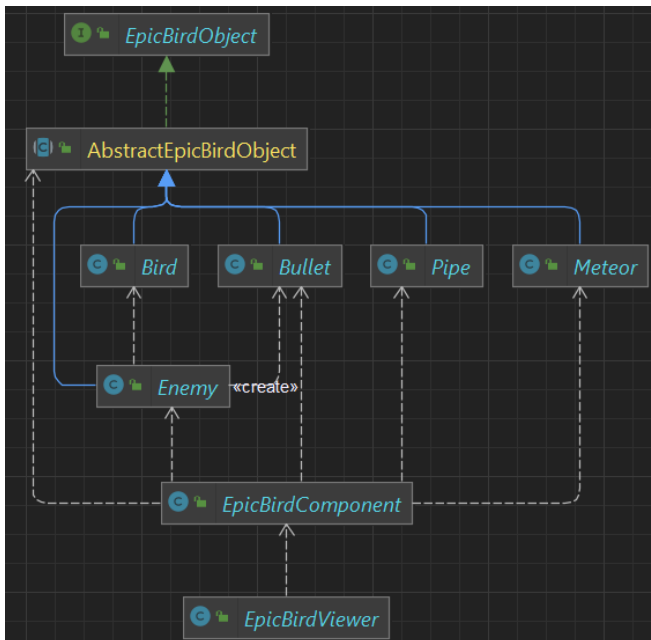 I EpicBirdObject
C AbstractEpicBirdObject
C Bird
C Bullet
C Pipe
C Meteor
C Enemy
«create»
C EpicBirdComponent
C EpicBirdViewer